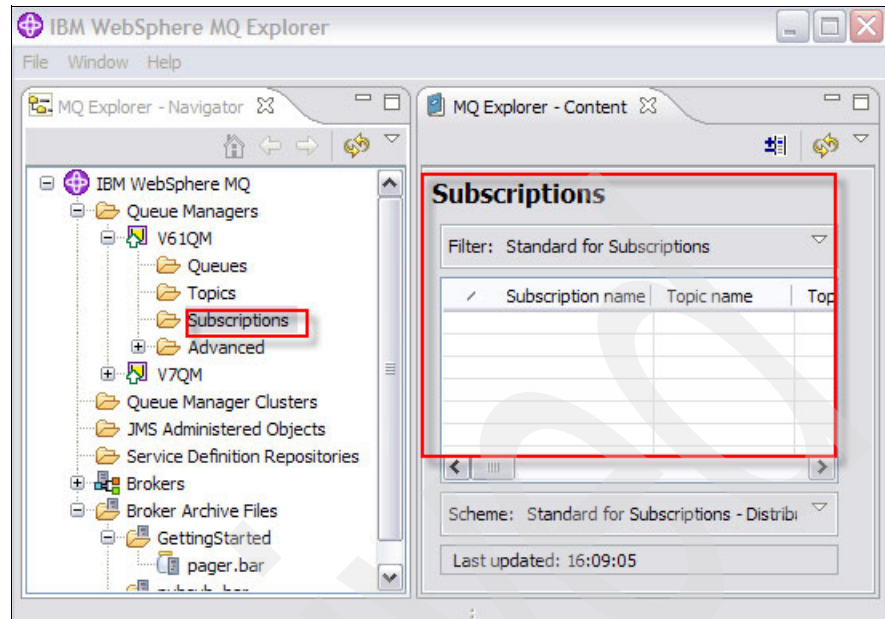 IBM WebSphere MQ Explorer
File Window Help
MQ Explorer - Navigator
IBM WebSphere MQ
Queue Managers
V61QM
Queues
Topics
Subscriptions
Advanced
V7QM
Queue Manager Clusters
JMS Administered Objects
Service Definition Repositories
Brokers
Broker Archive Files
GettingStarted
pager.bar
MQ Explorer - Content
Subscriptions
Filter: Standard for Subscriptions
Subscription name Topic name Top
Scheme: Standard for Subscriptions - Distrib
Last updated: 16:09:05